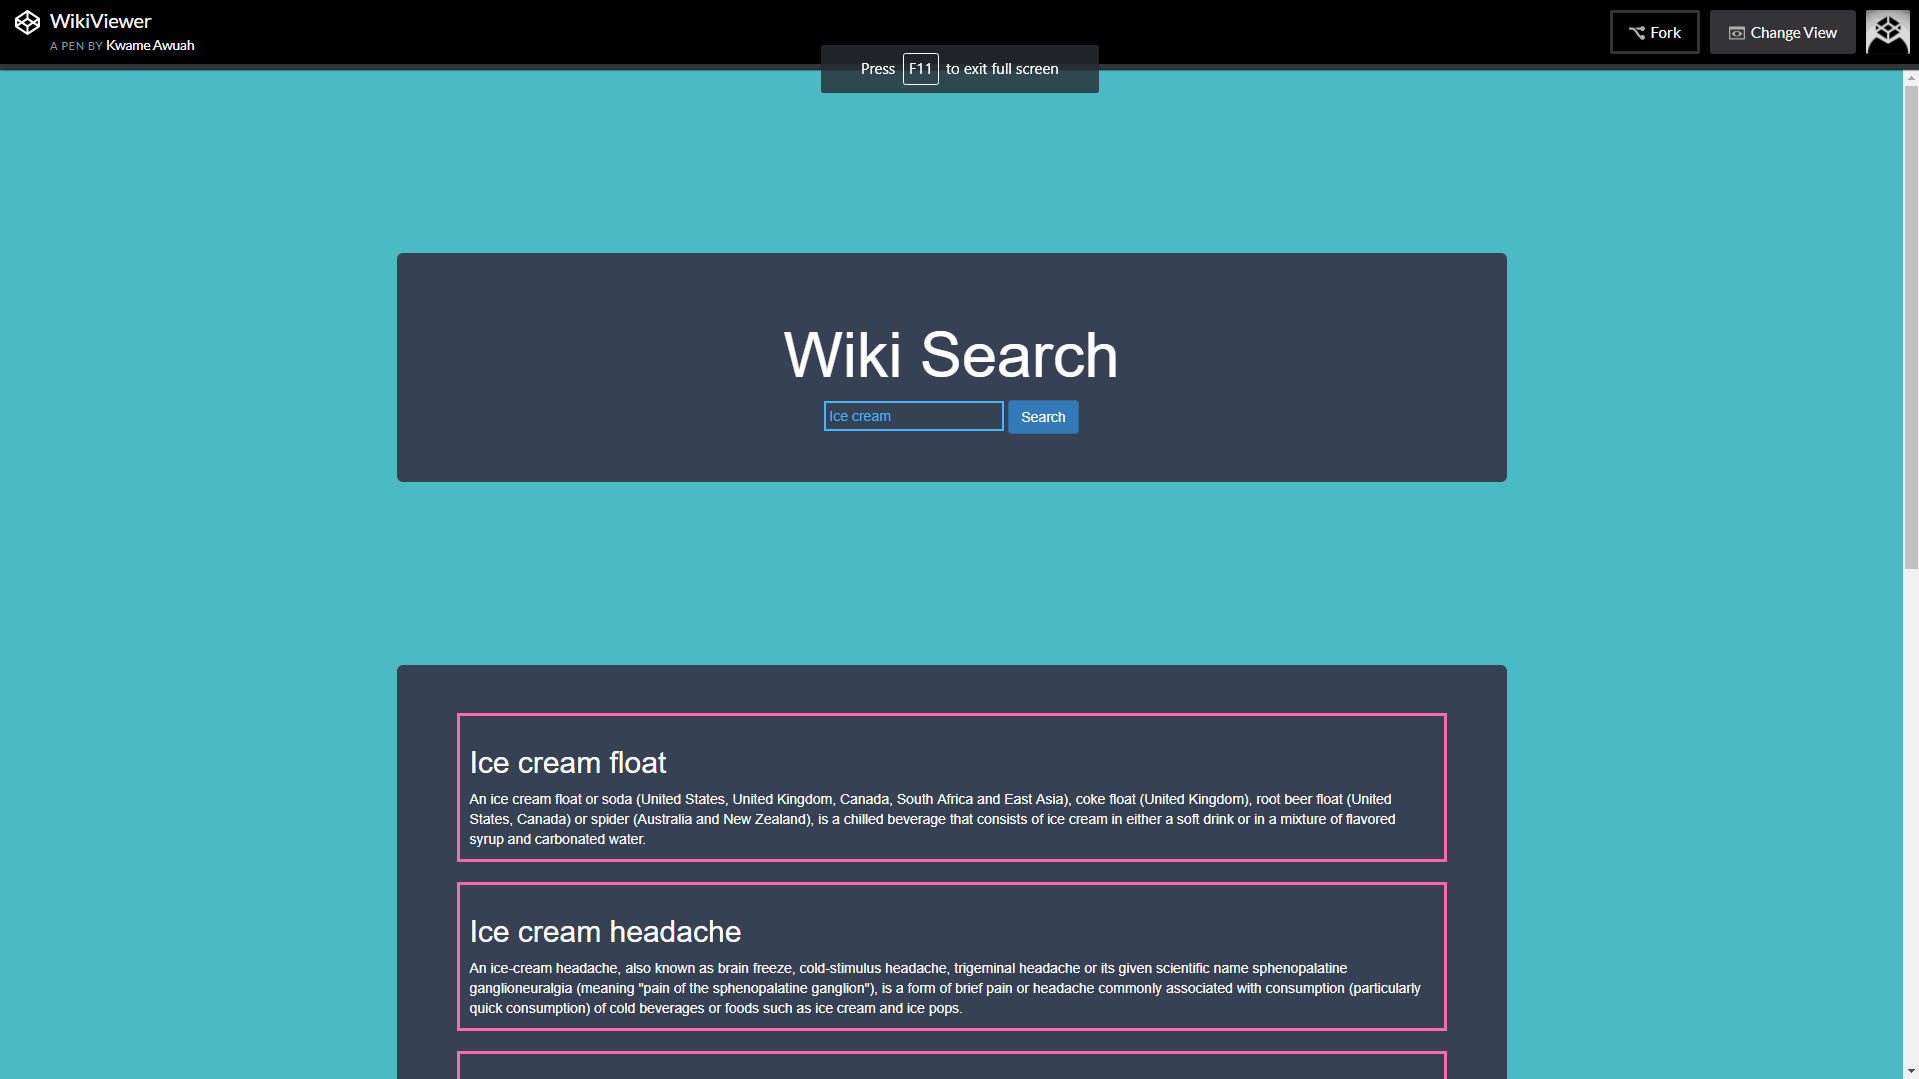 WikiViewer
A PEN BY Kwame Awuah
Fork
Change View
Press F11 to exit full screen
Wiki Search
Ice cream
Search
Ice cream float
An ice cream float or soda (United States, United Kingdom, Canada, South Africa and East Asia), coke float (United Kingdom), root beer float (United
States, Canada) or spider (Australia and New Zealand), is a chilled beverage that consists of ice cream in either a soft drink or in a mixture of flavored
syrup and carbonated water.
Ice cream headache
An ice-cream headache, also known as brain freeze, cold-stimulus headache, trigeminal headache or its given scientific name sphenopalatine
ganglioneuralgia (meaning "pain of the sphenopalatine ganglion"), is a form of brief pain or headache commonly associated with consumption (particularly
quick consumption) of cold beverages or foods such as ice cream and ice pops.